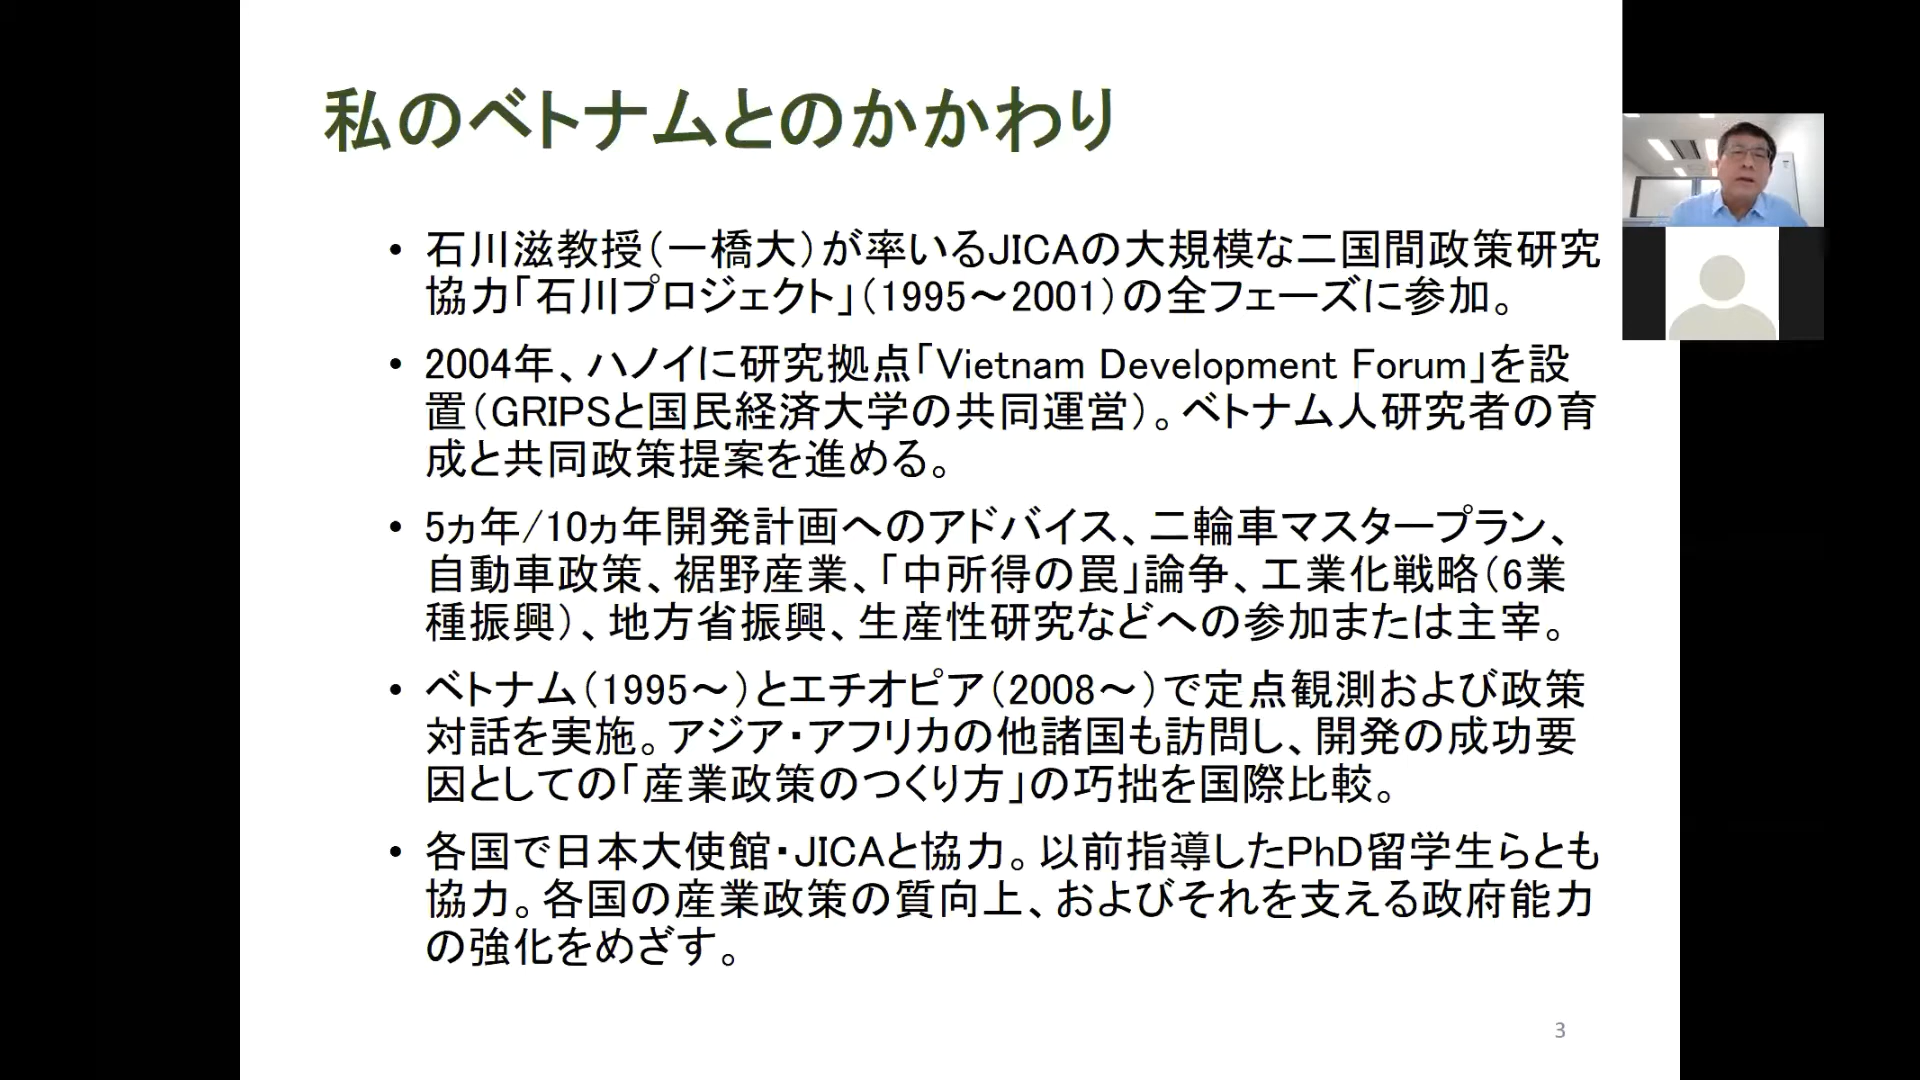 私のベトナムとのかかわり
• 石川滋教授（一橋大）が率いるJICAの大規模な二国間政策研究
協力「石川プロジェクト」（1995～2001）の全フェーズに参加。
• 2004年、ハノイに研究拠点「Vietnam Development Forum」を設
置（GRIPSと国民経済大学の共同運営）。ベトナム人研究者の育
成と共同政策提案を進める。
• 5ヵ年/10ヵ年開発計画へのアドバイス、二輪車マスタープラン、
自動車政策、裾野産業、「中所得の罠」論争、工業化戦略（6業
種振興）、地方省振興、生産性研究などへの参加または主宰。
• ベトナム（1995～）とエチオピア（2008～）で定点観測および政策
対話を実施。アジア・アフリカの他諸国も訪問し、開発の成功要
因としての「産業政策のつくり方」の巧拙を国際比較。
• 各国で日本大使館・JICAと協力。以前指導したPhD留学生らとも
協力。各国の産業政策の質向上、およびそれを支える政府能力
の強化をめざす。
3